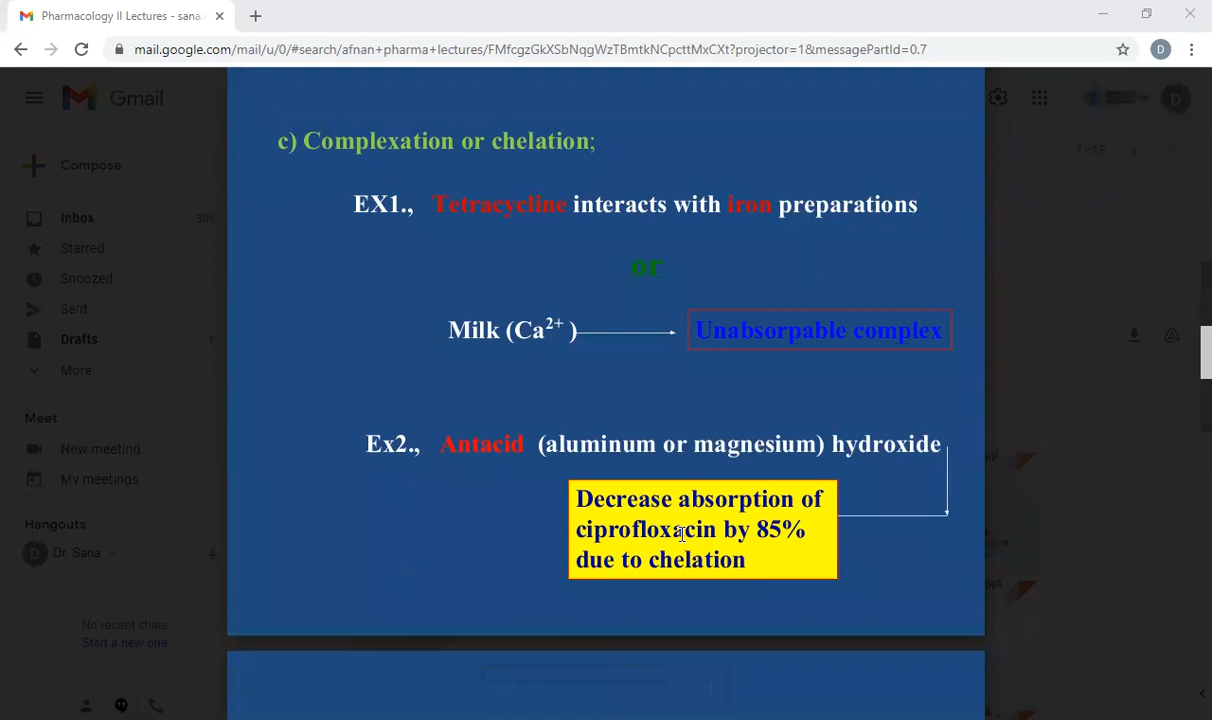 Pharmacology II Lectures - sana.
mail.google.com/mail/u/0/#search/afnan+pharma+lectures/FMfcgzGkXSbNqgWzTBmtkNCpcttMxCXt?projector=1&messagePartId=0.7
D
Gmail
D
Compose
Inbox
Starred
Snoozed
Sent
Drafts
More
Meet
New meeting
My meetings
Hangouts
D Dr. Sana
No recent chats
Start a new one
c) Complexation or chelation;
EX1., Tetracycline interacts with iron preparations
or
Milk (Ca2+ ) Unabsorpable complex
Ex2., Antacid (aluminum or magnesium) hydroxide
Decrease absorption of
ciprofloxacin by 85%
due to chelation
ppt